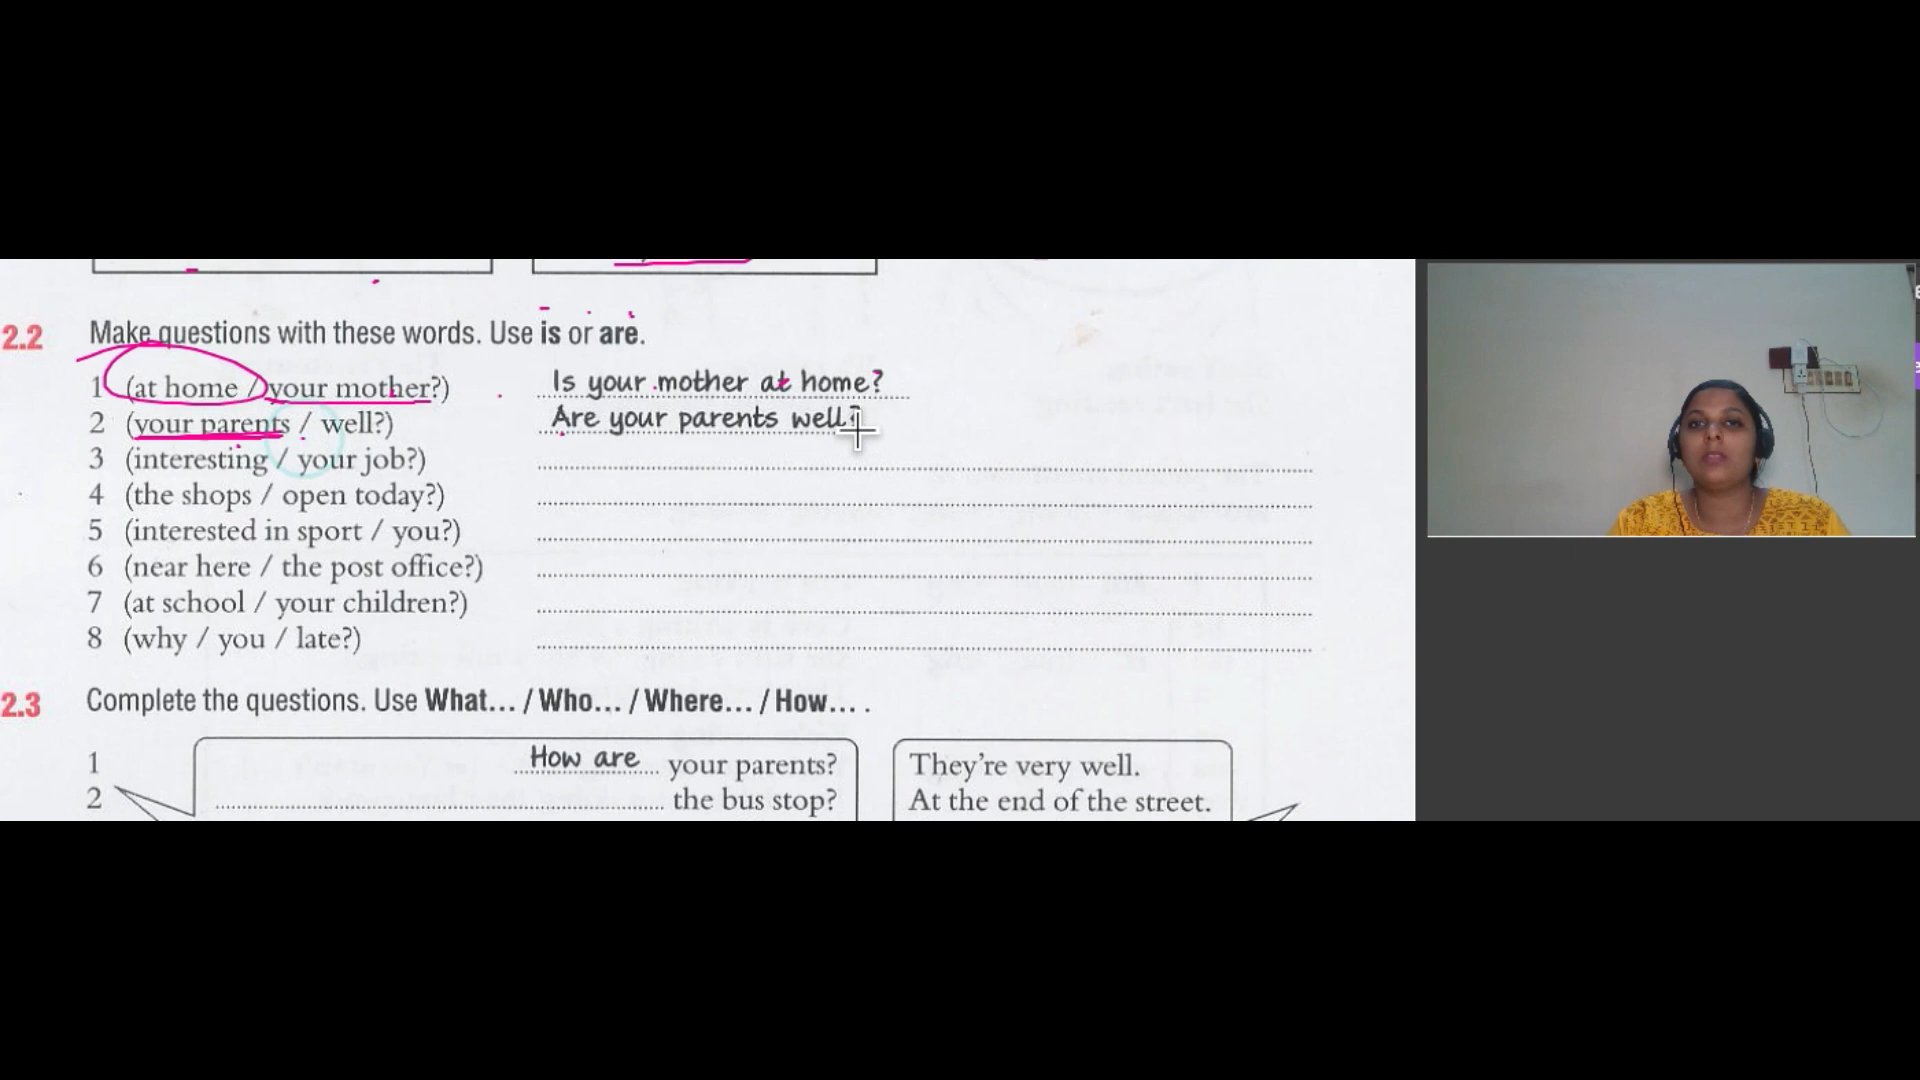 2.2 Make questions with these words. Use is or are.
1 (at home / your mother?) Is your mother at home?
2 (your parents / well?) Are your parents well?
3 (interesting / your job?)
4 (the shops / open today?)
5 (interested in sport / you?)
6 (near here / the post office?)
7 (at school / your children?)
8 (why / you / late?)
2.3 Complete the questions. Use What... / Who... / Where... / How... .
1 How are your parents? They're very well.
2 the bus stop? At the end of the street.